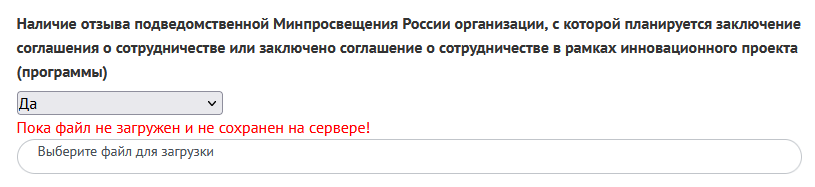 Наличие отзыва подведомственной Минпросвещения России организации, с которой планируется заключение
соглашения о сотрудничестве или заключено соглашение о сотрудничестве в рамках инновационного проекта
(программы)
Да
Пока файл не загружен и не сохранен на сервере!
Выберите файл для загрузки